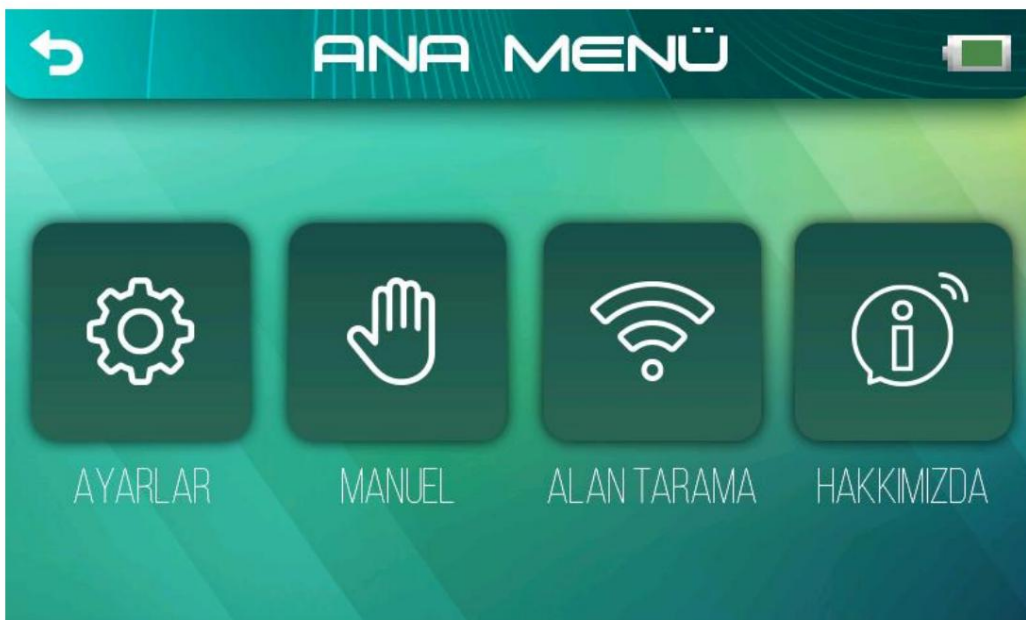 ANA MENÜ
AYARLAR
MANUEL
ALAN TARAMA
HAKKIMIZDA